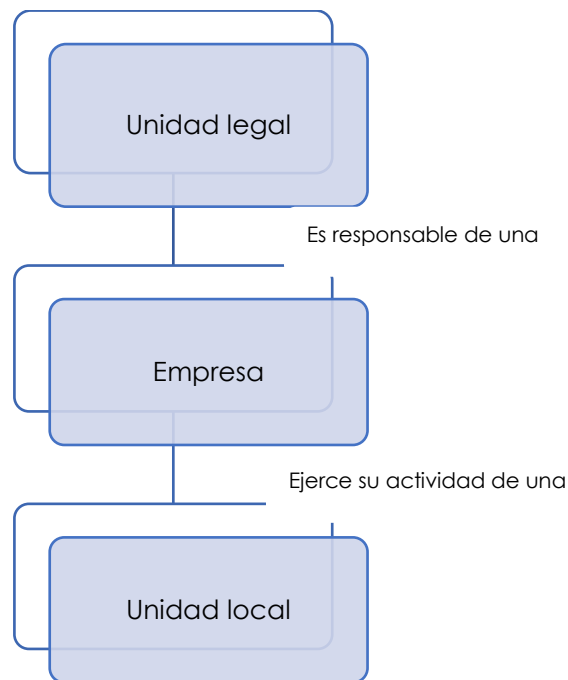 Unidad legal
Es responsable de una
Empresa
Ejerce su actividad de una
Unidad local